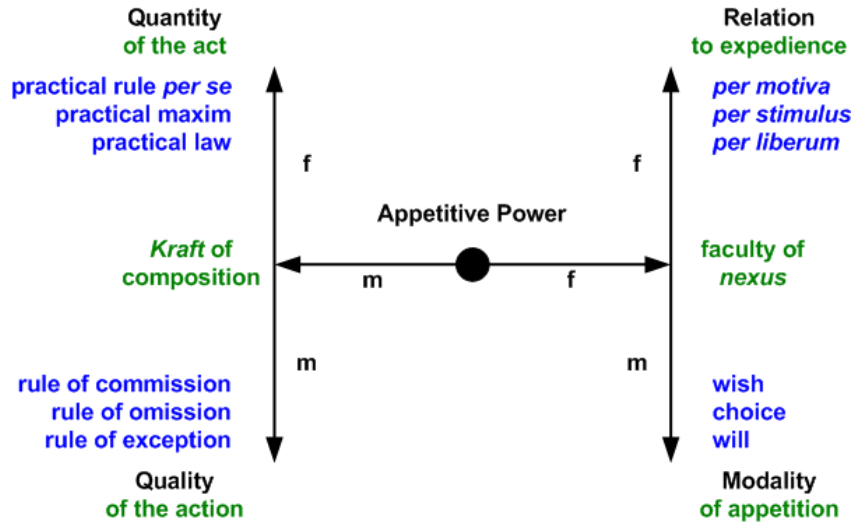 Quantity
of the act
practical rule per se
practical maxim
practical law
f
Relation
to expedience
per motiva
per stimulus
per liberum
f
Appetitive Power
Kraft of
composition
m
f
faculty of
nexus
m
m
rule of commission
rule of omission
rule of exception
Quality
of the action
wish
choice
will
Modality
of appetition